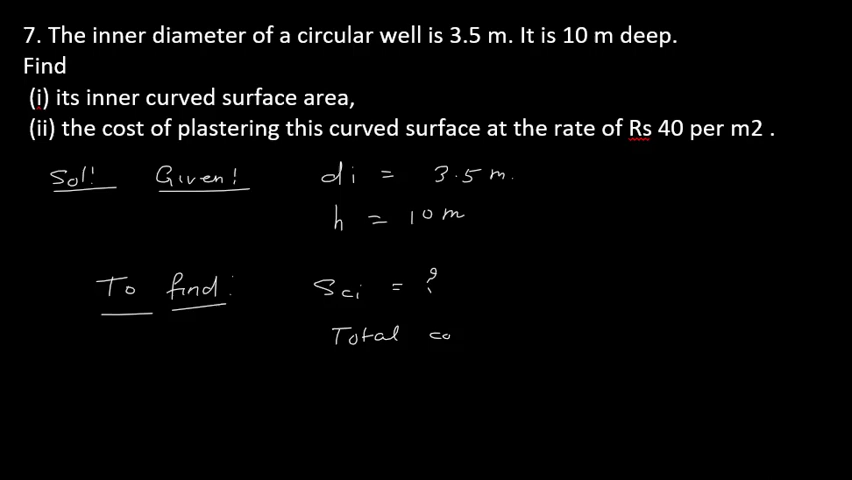 7. The inner diameter of a circular well is 3.5 m. It is 10 m deep.
Find
(i) its inner curved surface area,
(ii) the cost of plastering this curved surface at the rate of Rs 40 per m2 .
Sol! Given! di = 3.5 m.
h = 10 m
To find: Sci = ?
Total co